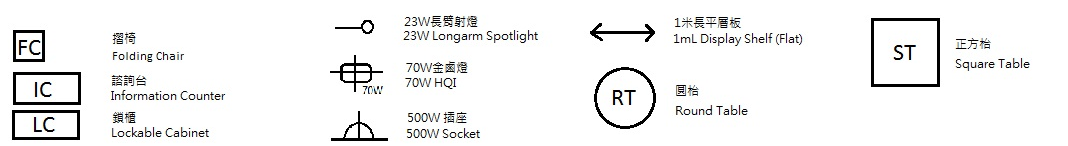 FC
摺椅
Folding Chair
IC
諮詢台
Information Counter
LC
鎖櫃
Lockable Cabinet
23W長臂射燈
23W Longarm Spotlight
70W
70W金鹵燈
70W HQI
500W 插座
500W Socket
1米長平層板
1mL Display Shelf (Flat)
RT
圓枱
Round Table
ST
正方枱
Square Table